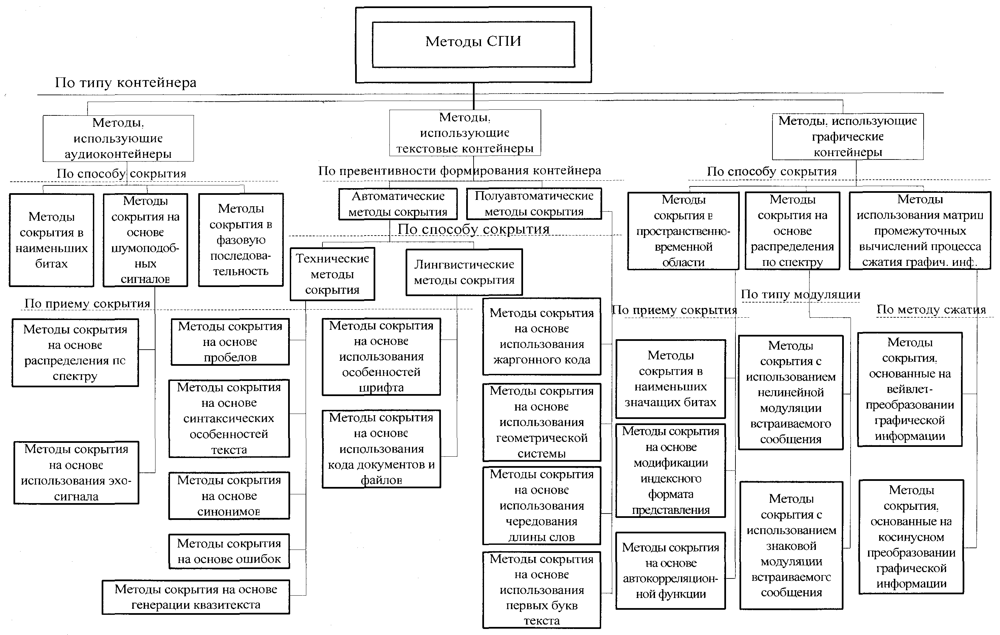 Методы СПИ
По типу контейнера
Методы,
использующие
аудиоконтейнеры
Методы,
использующие
текстовые контейнеры
Методы, использующие
графические
контейнеры
По способу сокрытия
По превентивности формирования контейнера
По способу сокрытия
Методы
сокрытия в
наименьших
битах
Методы
сокрытия на
основе
шумоподоб-
ных
сигналов
Методы
сокрытия в
фазовую
последова-
тельность
Автоматические
методы сокрытия
Полуавтоматические
методы сокрытия
Методы
сокрытия в
пространственно-
временной
области
Методы
сокрытия на
основе
распределения
по спектру
Методы
использования матриц
промежуточных
вычислений процесса
сжатия графич. инф.
По способу сокрытия
Технические
методы
сокрытия
Лингвистические
методы сокрытия
По приему сокрытия
По приему сокрытия
По типу модуляции
По методу сжатия
Методы сокрытия
на основе
распределения по
спектру
Методы сокрытия
на основе
использования эхо-
сигнала
Методы сокрытия
на основе
пробелов
Методы сокрытия
на основе
синтаксических
особенностей
текста
Методы сокрытия
на основе
синонимов
Методы сокрытия
на основе ошибок
Методы сокрытия на основе
генерации квазитекста
Методы сокрытия
на основе
использования
особенностей
шрифта
Методы сокрытия
на основе
использования
кода документов и
файлов
Методы сокрытия
на основе
использования
жаргонного кода
Методы сокрытия
на основе
использования
геометрической
системы
Методы сокрытия
на основе
использования
чередования
длины слов
Методы сокрытия
на основе
использования
первых букв
текста
Методы
сокрытия в
наименьших
значащих битах
Методы сокрытия
на основе
модификации
индексного
формата
представления
Методы сокрытия
на основе
автокорреляцион-
ной функции
Методы
сокрытия с
использованием
нелинейной
модуляции
встраиваемого
сообщения
Методы
сокрытия с
использованием
знаковой
модуляции
встраиваемого
сообщения
Методы
сокрытия,
основанные на
вейвлет-
преобразовании
графической
информации
Методы
сокрытия,
основанные на
косинусном
преобразовании
графической
информации